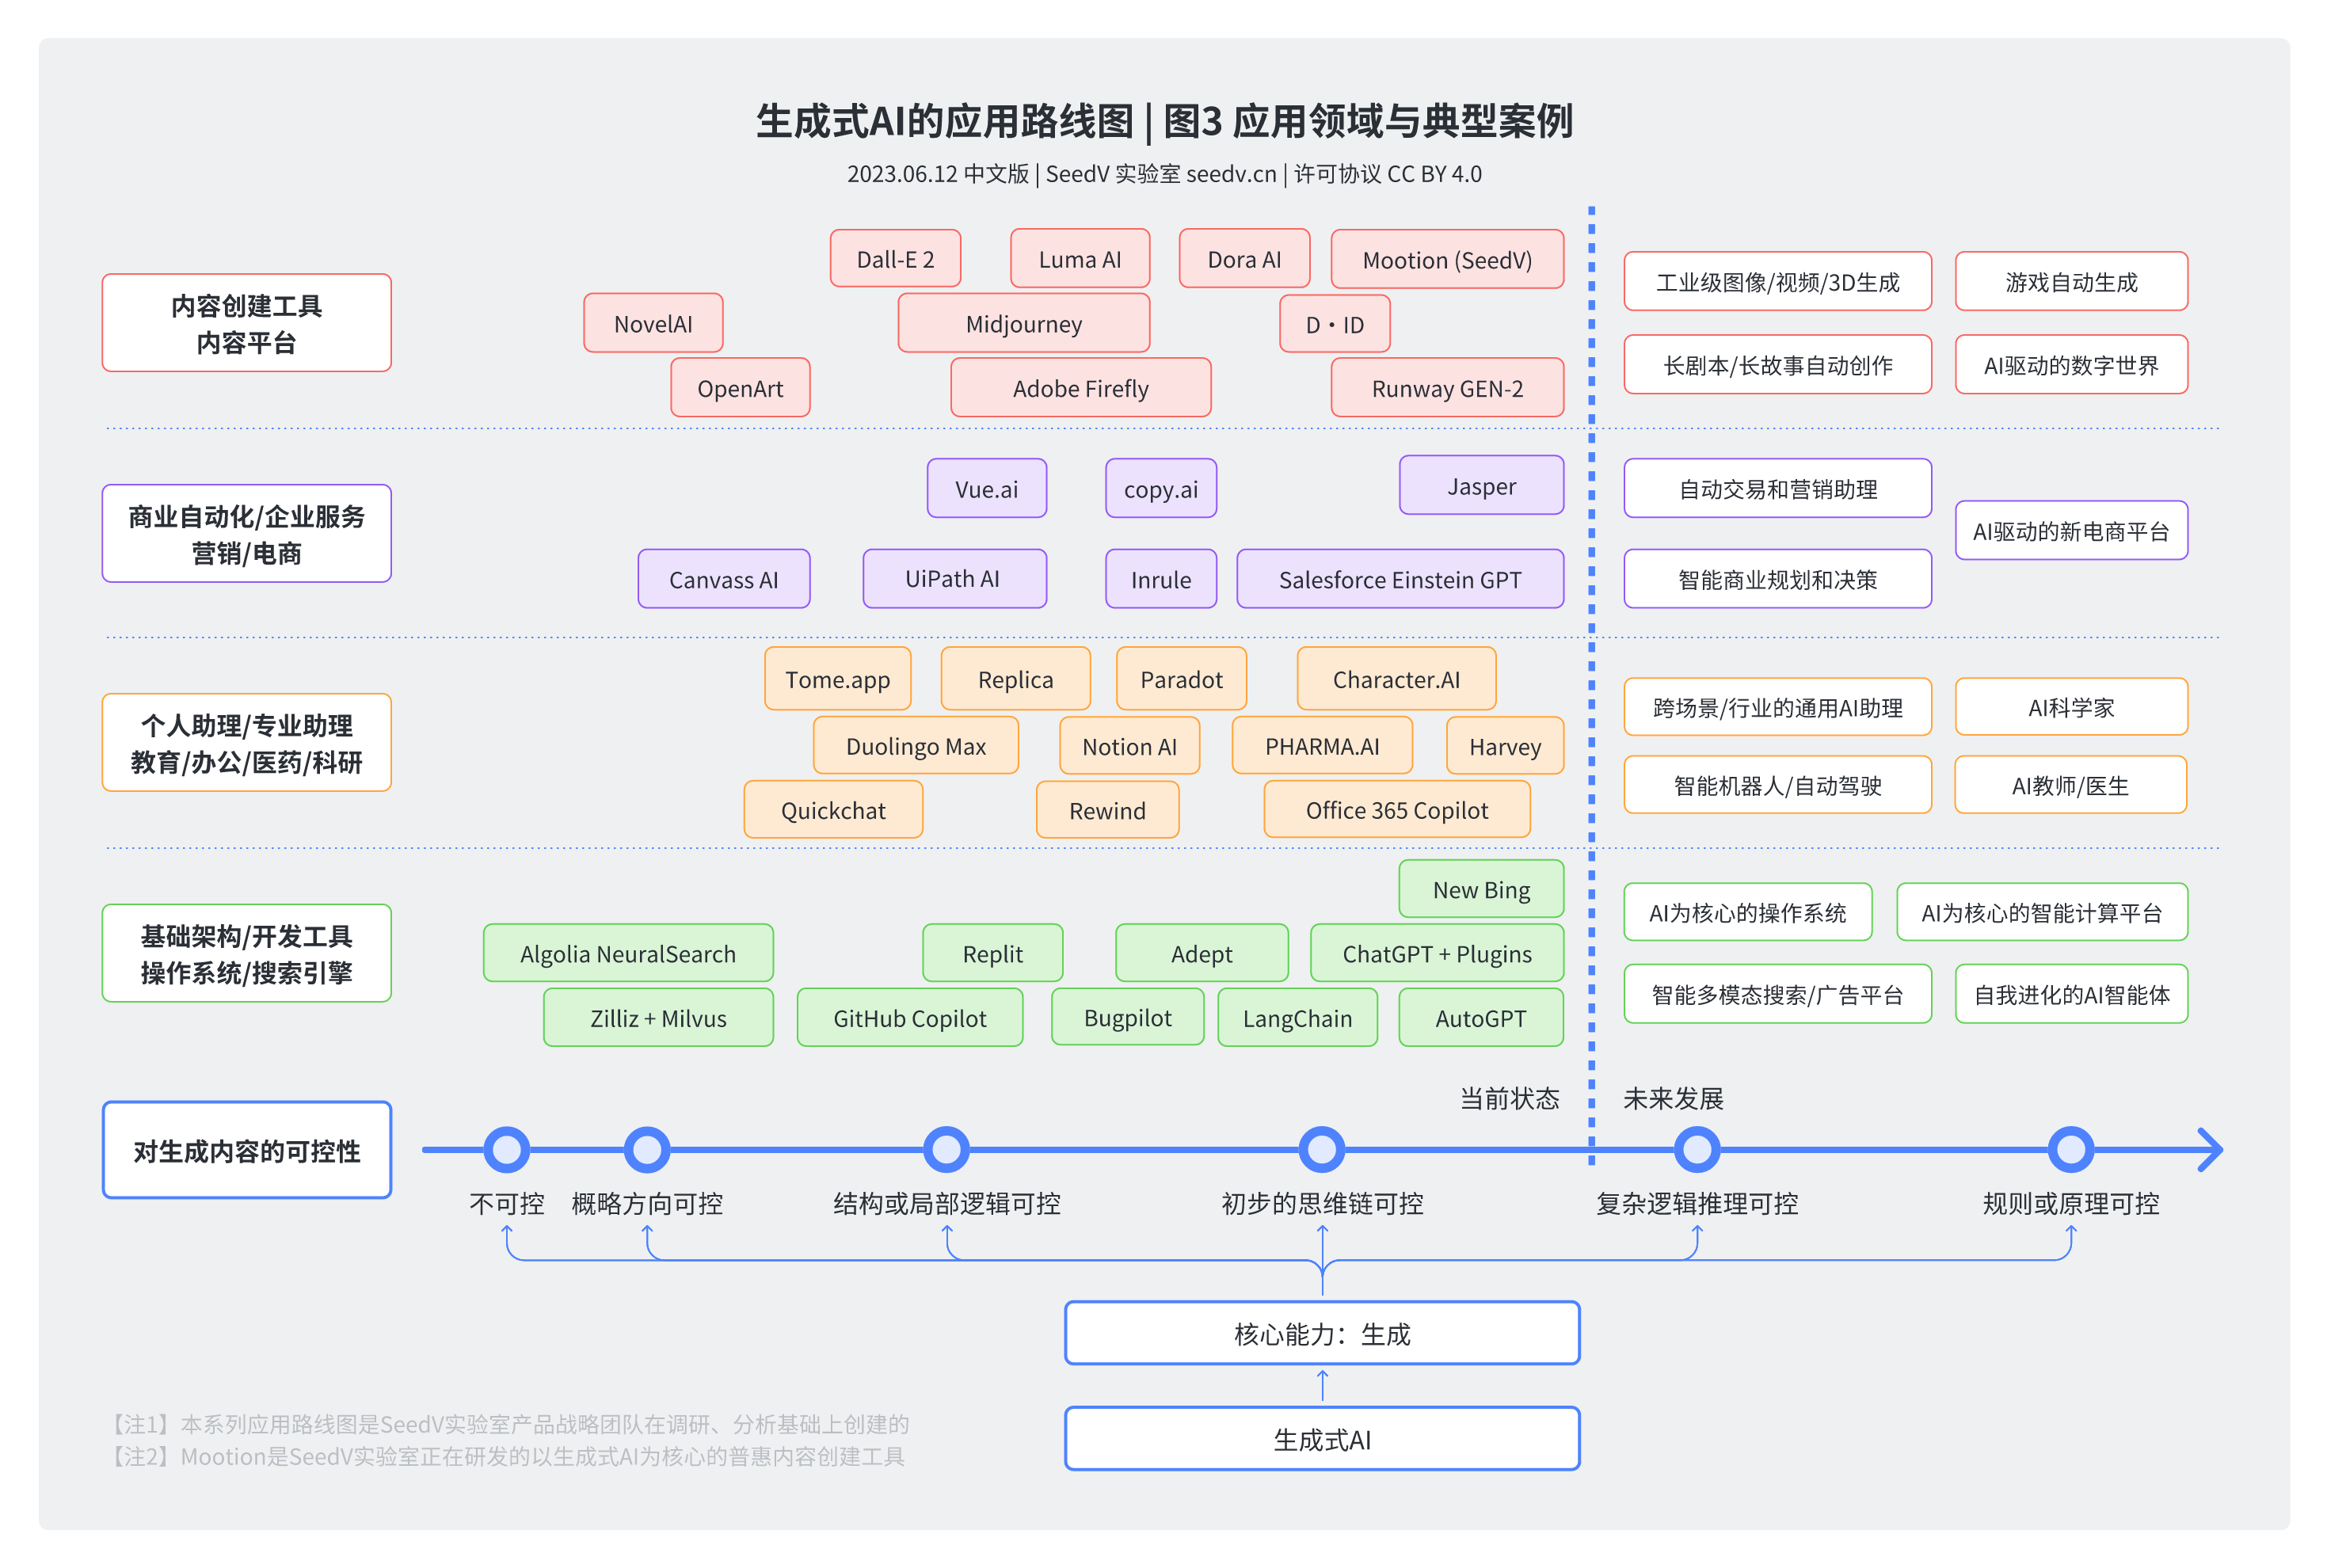 生成式AI的应用路线图 | 图3 应用领域与典型案例
2023.06.12 中文版 | SeedV 实验室 seedv.cn | 许可协议 CC BY 4.0
内容创建工具
内容平台
Dall-E 2
Luma AI
Dora AI
Mootion (SeedV)
NovelAI
Midjourney
D·ID
OpenArt
Adobe Firefly
Runway GEN-2
工业级图像/视频/3D生成
游戏自动生成
长剧本/长故事自动创作
AI驱动的数字世界
商业自动化/企业服务
营销/电商
Vue.ai
copy.ai
Jasper
Canvass AI
UiPath AI
Inrule
Salesforce Einstein GPT
自动交易和营销助理
AI驱动的新电商平台
智能商业规划和决策
个人助理/专业助理
教育/办公/医药/科研
Tome.app
Replica
Paradot
Character.AI
Duolingo Max
Notion AI
PHARMA.AI
Harvey
Quickchat
Rewind
Office 365 Copilot
跨场景/行业的通用AI助理
AI科学家
智能机器人/自动驾驶
AI教师/医生
基础架构/开发工具
操作系统/搜索引擎
New Bing
Algolia NeuralSearch
Replit
Adept
ChatGPT + Plugins
Zilliz + Milvus
GitHub Copilot
Bugpilot
LangChain
AutoGPT
AI为核心的操作系统
AI为核心的智能计算平台
智能多模态搜索/广告平台
自我进化的AI智能体
当前状态
未来发展
对生成内容的可控性
不可控
概略方向可控
结构或局部逻辑可控
初步的思维链可控
复杂逻辑推理可控
规则或原理可控
核心能力：生成
生成式AI
【注1】本系列应用路线图是SeedV实验室产品战略团队在调研、分析基础上创建的
【注2】Mootion是SeedV实验室正在研发的以生成式AI为核心的普惠内容创建工具